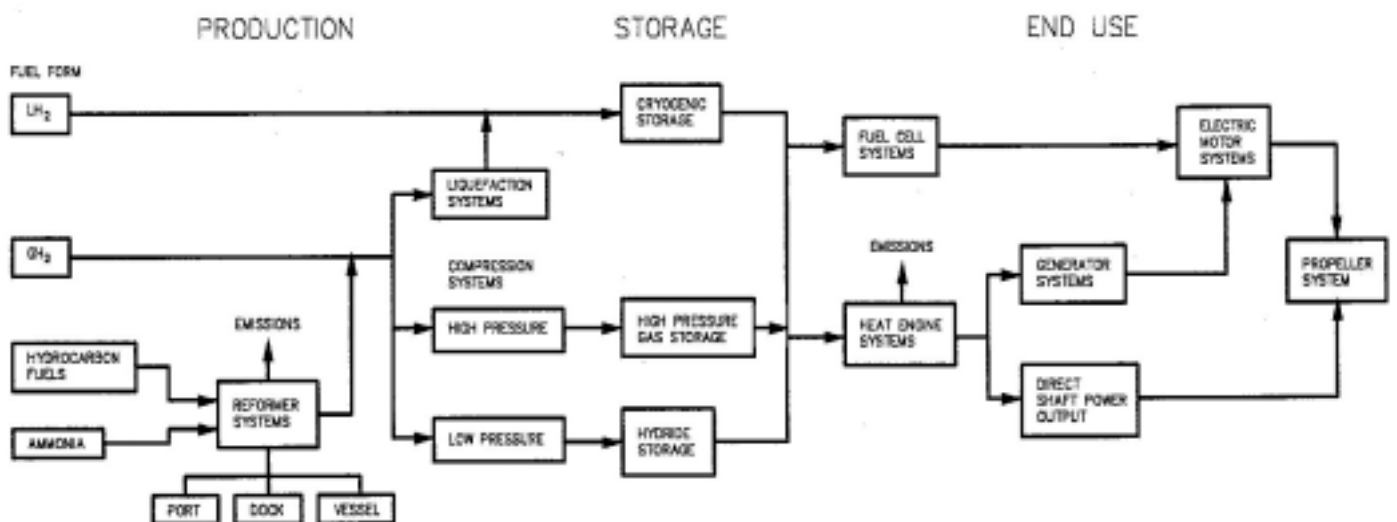 PRODUCTION
STORAGE
END USE
FUEL FORM
LH₂
CRYOGENIC
STORAGE
FUEL CELL
SYSTEMS
ELECTRIC
MOTOR
SYSTEMS
LIQUEFACTION
SYSTEMS
GH₂
COMPRESSION
SYSTEMS
EMISSIONS
GENERATOR
SYSTEMS
PROPELLER
SYSTEM
HIGH PRESSURE
HIGH PRESSURE
GAS STORAGE
HEAT ENGINE
SYSTEMS
EMISSIONS
HYDROCARBON
FUELS
REFORMER
SYSTEMS
DIRECT
SHAFT POWER
OUTPUT
AMMONIA
LOW PRESSURE
HYDRIDE
STORAGE
PORT
DOCK
VESSEL